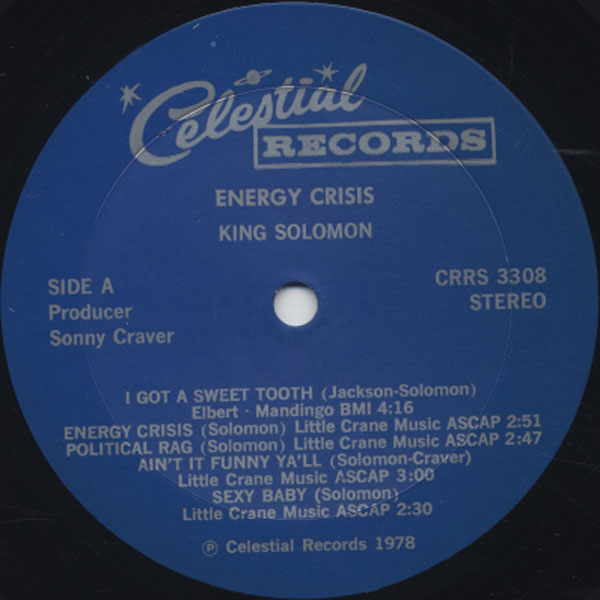 Celestial
RECORDS
ENERGY CRISIS
KING SOLOMON
SIDE A
Producer
Sonny Craver
CRRS 3308
STEREO
I GOT A SWEET TOOTH (Jackson-Solomon)
Elbert - Mandingo BMI 4:16
ENERGY CRISIS (Solomon) Little Crane Music ASCAP 2:51
POLITICAL RAG (Solomon) Little Crane Music ASCAP 2:47
AIN'T IT FUNNY YA'LL (Solomon-Craver)
Little Crane Music ASCAP 3:00
SEXY BABY (Solomon)
Little Crane Music ASCAP 2:30
℗ Celestial Records 1978